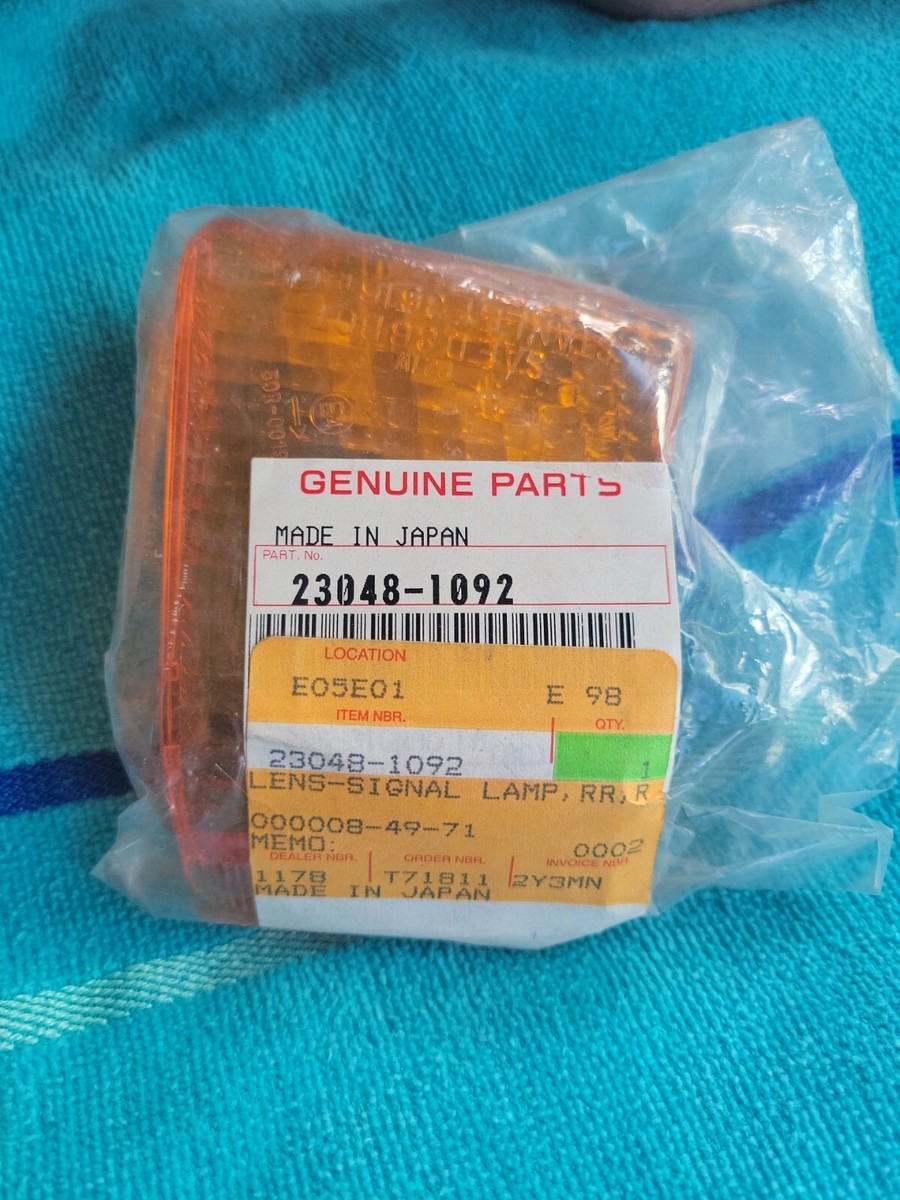 GENUINE PARTS
MADE IN JAPAN
PART. No.
23048-1092
LOCATION
E05E01 E 98
ITEM NBR. QTY.
23048-1092 1
LENS-SIGNAL LAMP, RR, R
000008-49-71
MEMO: 0002
DEALER NBR. ORDER NBR. INVOICE NBR.
1178 T71811 2Y3MN
MADE IN JAPAN